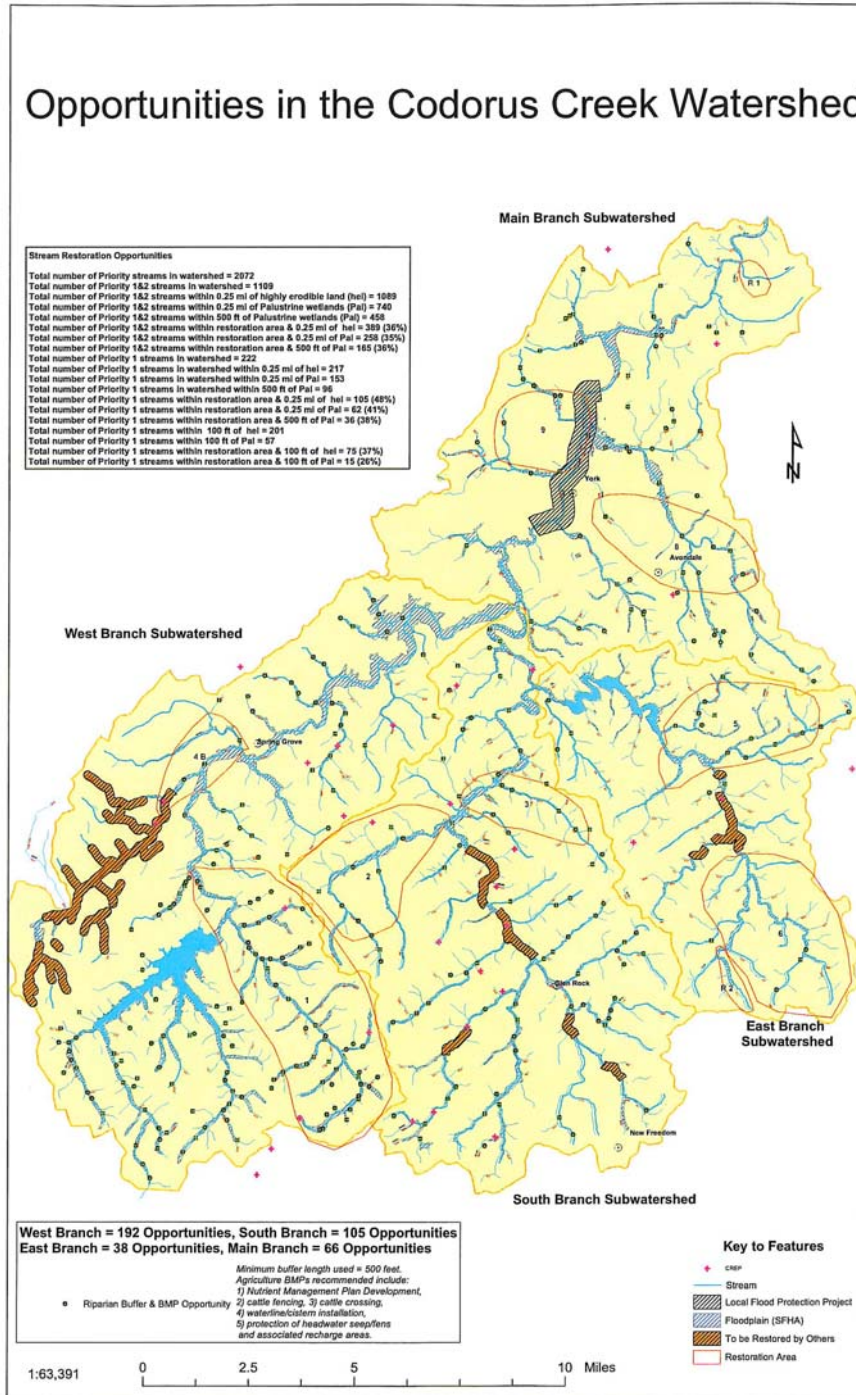 Opportunities in the Codorus Creek Watershed
Main Branch Subwatershed
Stream Restoration Opportunities
Total number of Priority streams in watershed = 2072
Total number of Priority 1&2 streams in watershed = 1109
Total number of Priority 1&2 streams within 0.25 mi of highly erodible land (hel) = 1089
Total number of Priority 1&2 streams within 0.25 mi of Palustrine wetlands (Pal) = 740
Total number of Priority 1&2 streams within 500 ft of Palustrine wetlands (Pal) = 458
Total number of Priority 1&2 streams within restoration area & 0.25 mi of hel = 389 (36%)
Total number of Priority 1&2 streams within restoration area & 0.25 mi of Pal = 258 (35%)
Total number of Priority 1&2 streams within restoration area & 500 ft of Pal = 165 (36%)
Total number of Priority 1 streams in watershed = 222
Total number of Priority 1 streams in watershed within 0.25 mi of hel = 217
Total number of Priority 1 streams in watershed within 0.25 mi of Pal = 153
Total number of Priority 1 streams in watershed within 500 ft of Pal = 96
Total number of Priority 1 streams within restoration area & 0.25 mi of hel = 105 (48%)
Total number of Priority 1 streams within restoration area & 0.25 mi of Pal = 62 (41%)
Total number of Priority 1 streams within restoration area & 500 ft of Pal = 36 (38%)
Total number of Priority 1 streams within 100 ft of hel = 201
Total number of Priority 1 streams within 100 ft of Pal = 57
Total number of Priority 1 streams within restoration area & 100 ft of hel = 75 (37%)
Total number of Priority 1 streams within restoration area & 100 ft of Pal = 15 (26%)
R 1
9
N
York
8
Avondale
West Branch Subwatershed
5
Spring Grove
4 B
3
2
6
R 2
1
Glen Rock
East Branch
Subwatershed
New Freedom
South Branch Subwatershed
West Branch = 192 Opportunities, South Branch = 105 Opportunities
East Branch = 38 Opportunities, Main Branch = 66 Opportunities
Riparian Buffer & BMP Opportunity
Minimum buffer length used = 500 feet.
Agriculture BMPs recommended include:
1) Nutrient Management Plan Development,
2) cattle fencing, 3) cattle crossing,
4) waterline/cistern installation,
5) protection of headwater seep/fens
and associated recharge areas.
Key to Features
CREP
Stream
Local Flood Protection Project
Floodplain (SFHA)
To be Restored by Others
Restoration Area
1:63,391
0 2.5 5 10 Miles